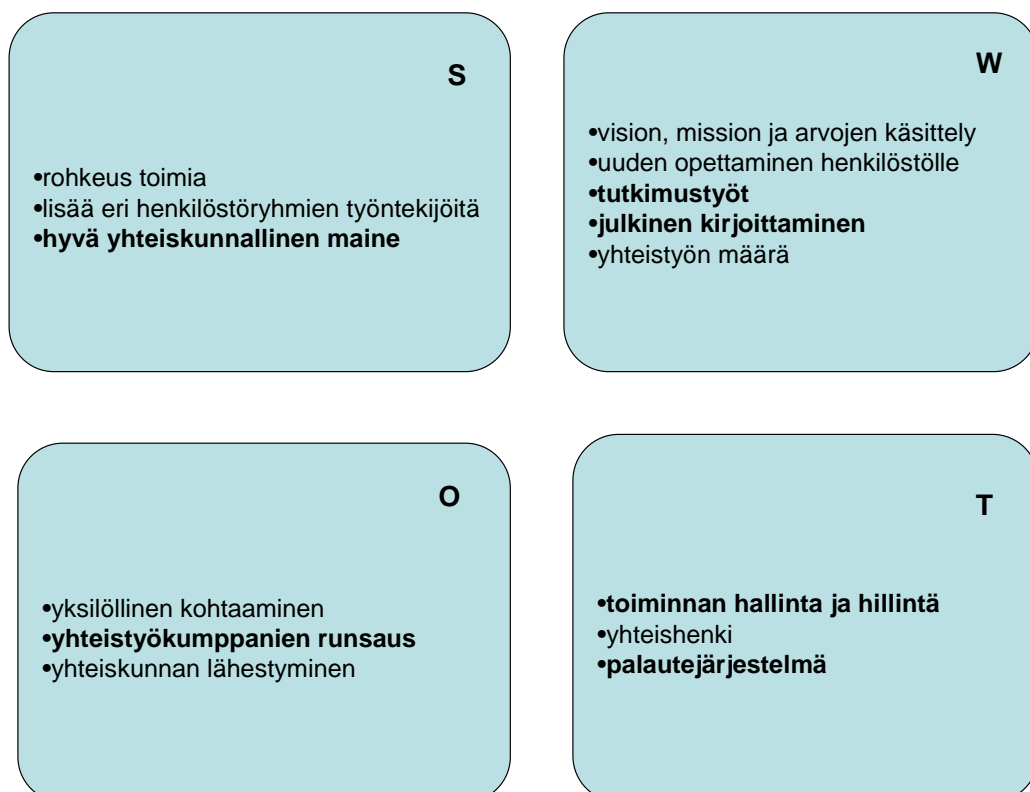 S
•rohkeus toimia
•lisää eri henkilöstöryhmien työntekijöitä
•hyvä yhteiskunnallinen maine
W
•vision, mission ja arvojen käsittely
•uuden opettaminen henkilöstölle
•tutkimustyöt
•julkinen kirjoittaminen
•yhteistyön määrä
O
•yksilöllinen kohtaaminen
•yhteistyökumppanien runsaus
•yhteiskunnan lähestyminen
T
•toiminnan hallinta ja hillintä
•yhteishenki
•palautejärjestelmä